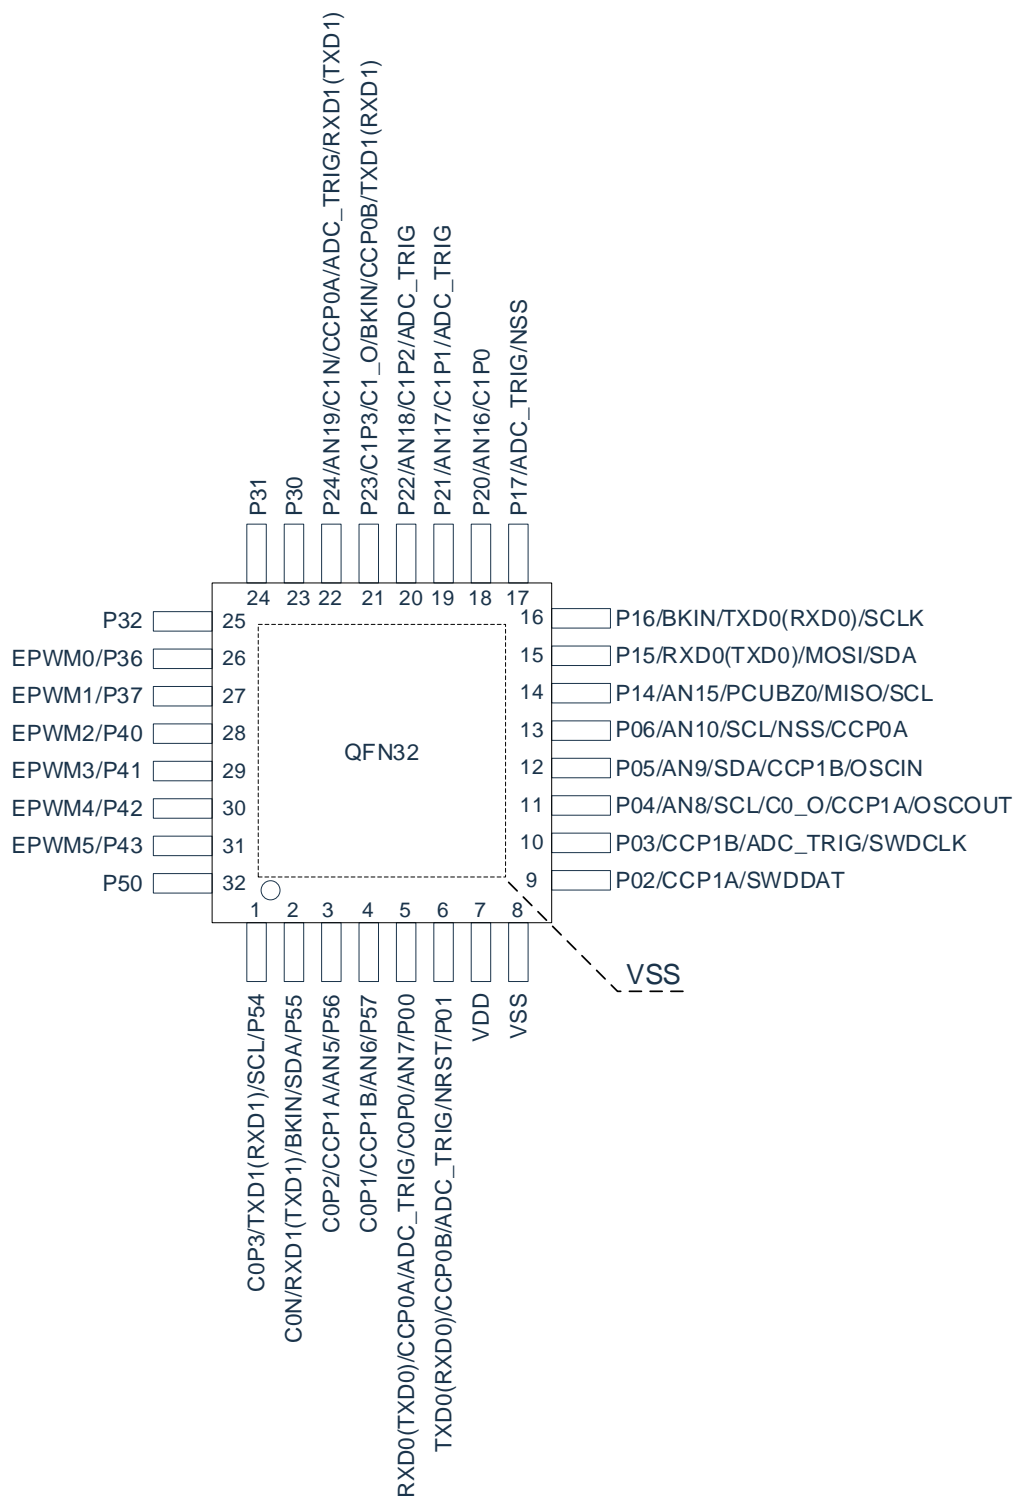 P31
P30
P24/AN19/C1N/CCP0A/ADC_TRIG/RXD1(TXD1)
P23/C1P3/C1_O/BKIN/CCP0B/TXD1(RXD1)
P22/AN18/C1P2/ADC_TRIG
P21/AN17/C1P1/ADC_TRIG
P20/AN16/C1P0
P17/ADC_TRIG/NSS
24 23 22 21 20 19 18 17
P32 25
EPWM0/P36 26
EPWM1/P37 27
EPWM2/P40 28
EPWM3/P41 29
EPWM4/P42 30
EPWM5/P43 31
P50 32
QFN32
16 P16/BKIN/TXD0(RXD0)/SCLK
15 P15/RXD0(TXD0)/MOSI/SDA
14 P14/AN15/PCUBZ0/MISO/SCL
13 P06/AN10/SCL/NSS/CCP0A
12 P05/AN9/SDA/CCP1B/OSCIN
11 P04/AN8/SCL/C0_O/CCP1A/OSCOUT
10 P03/CCP1B/ADC_TRIG/SWDCLK
9 P02/CCP1A/SWDDAT
1 2 3 4 5 6 7 8
VSS
C0P3/TXD1(RXD1)/SCL/P54
C0N/RXD1(TXD1)/BKIN/SDA/P55
C0P2/CCP1A/AN5/P56
C0P1/CCP1B/AN6/P57
RXD0(TXD0)/CCP0A/ADC_TRIG/C0P0/AN7/P00
TXD0(RXD0)/CCP0B/ADC_TRIG/NRST/P01
VDD
VSS